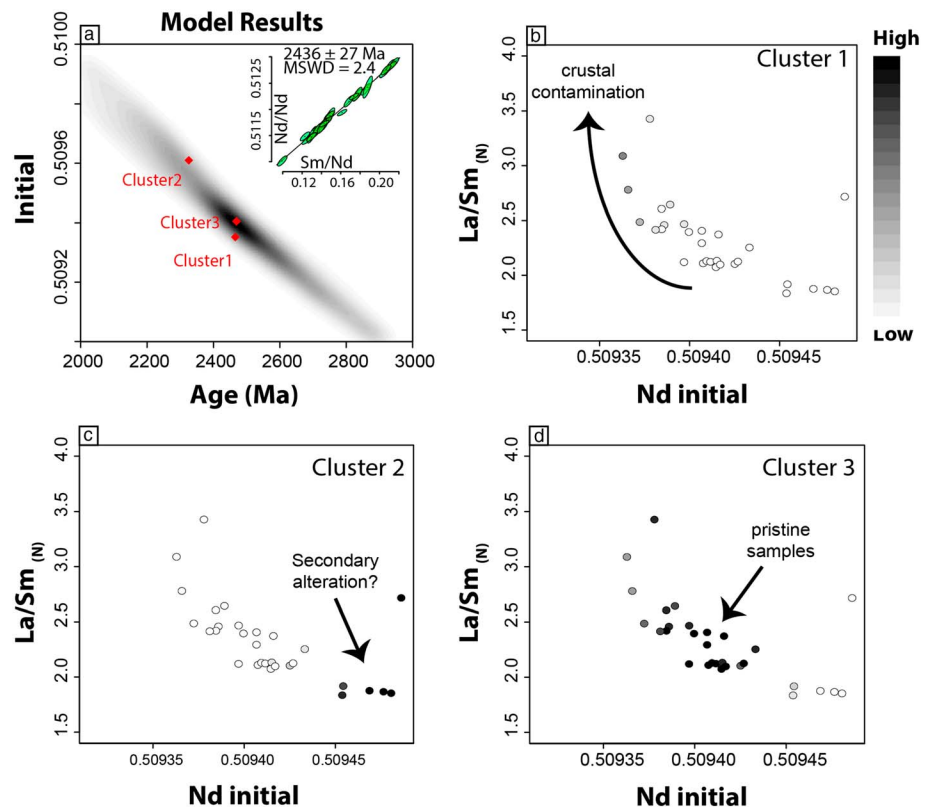 Model Results
a
0.5100
0.5096
0.5092
Initial
2436 ± 27 Ma
MSWD = 2.4
0.5125
0.5115
Nd/Nd
Sm/Nd
0.12 0.16 0.20
Cluster2
Cluster3
Cluster1
2000 2200 2400 2600 2800 3000
Age (Ma)
b
Cluster 1
crustal
contamination
4.0
3.5
3.0
2.5
2.0
1.5
La/Sm (N)
0.50935 0.50940 0.50945
Nd initial
High
Low
c
Cluster 2
Secondary
alteration?
4.0
3.5
3.0
2.5
2.0
1.5
La/Sm (N)
0.50935 0.50940 0.50945
Nd initial
d
Cluster 3
pristine
samples
4.0
3.5
3.0
2.5
2.0
1.5
La/Sm (N)
0.50935 0.50940 0.50945
Nd initial